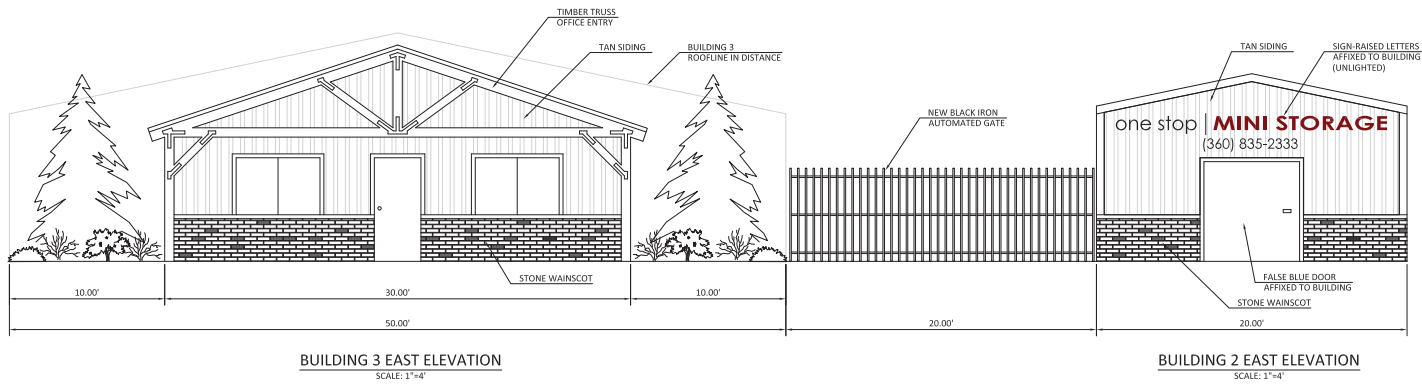 TIMBER TRUSS
OFFICE ENTRY
TAN SIDING
BUILDING 3
ROOFLINE IN DISTANCE
NEW BLACK IRON
AUTOMATED GATE
TAN SIDING
SIGN-RAISED LETTERS
AFFIXED TO BUILDING
(UNLIGHTED)
one stop | MINI STORAGE
(360) 835-2333
STONE WAINSCOT
FALSE BLUE DOOR
AFFIXED TO BUILDING
STONE WAINSCOT
10.00'
30.00'
10.00'
50.00'
20.00'
20.00'
BUILDING 3 EAST ELEVATION
SCALE: 1"=4'
BUILDING 2 EAST ELEVATION
SCALE: 1"=4'